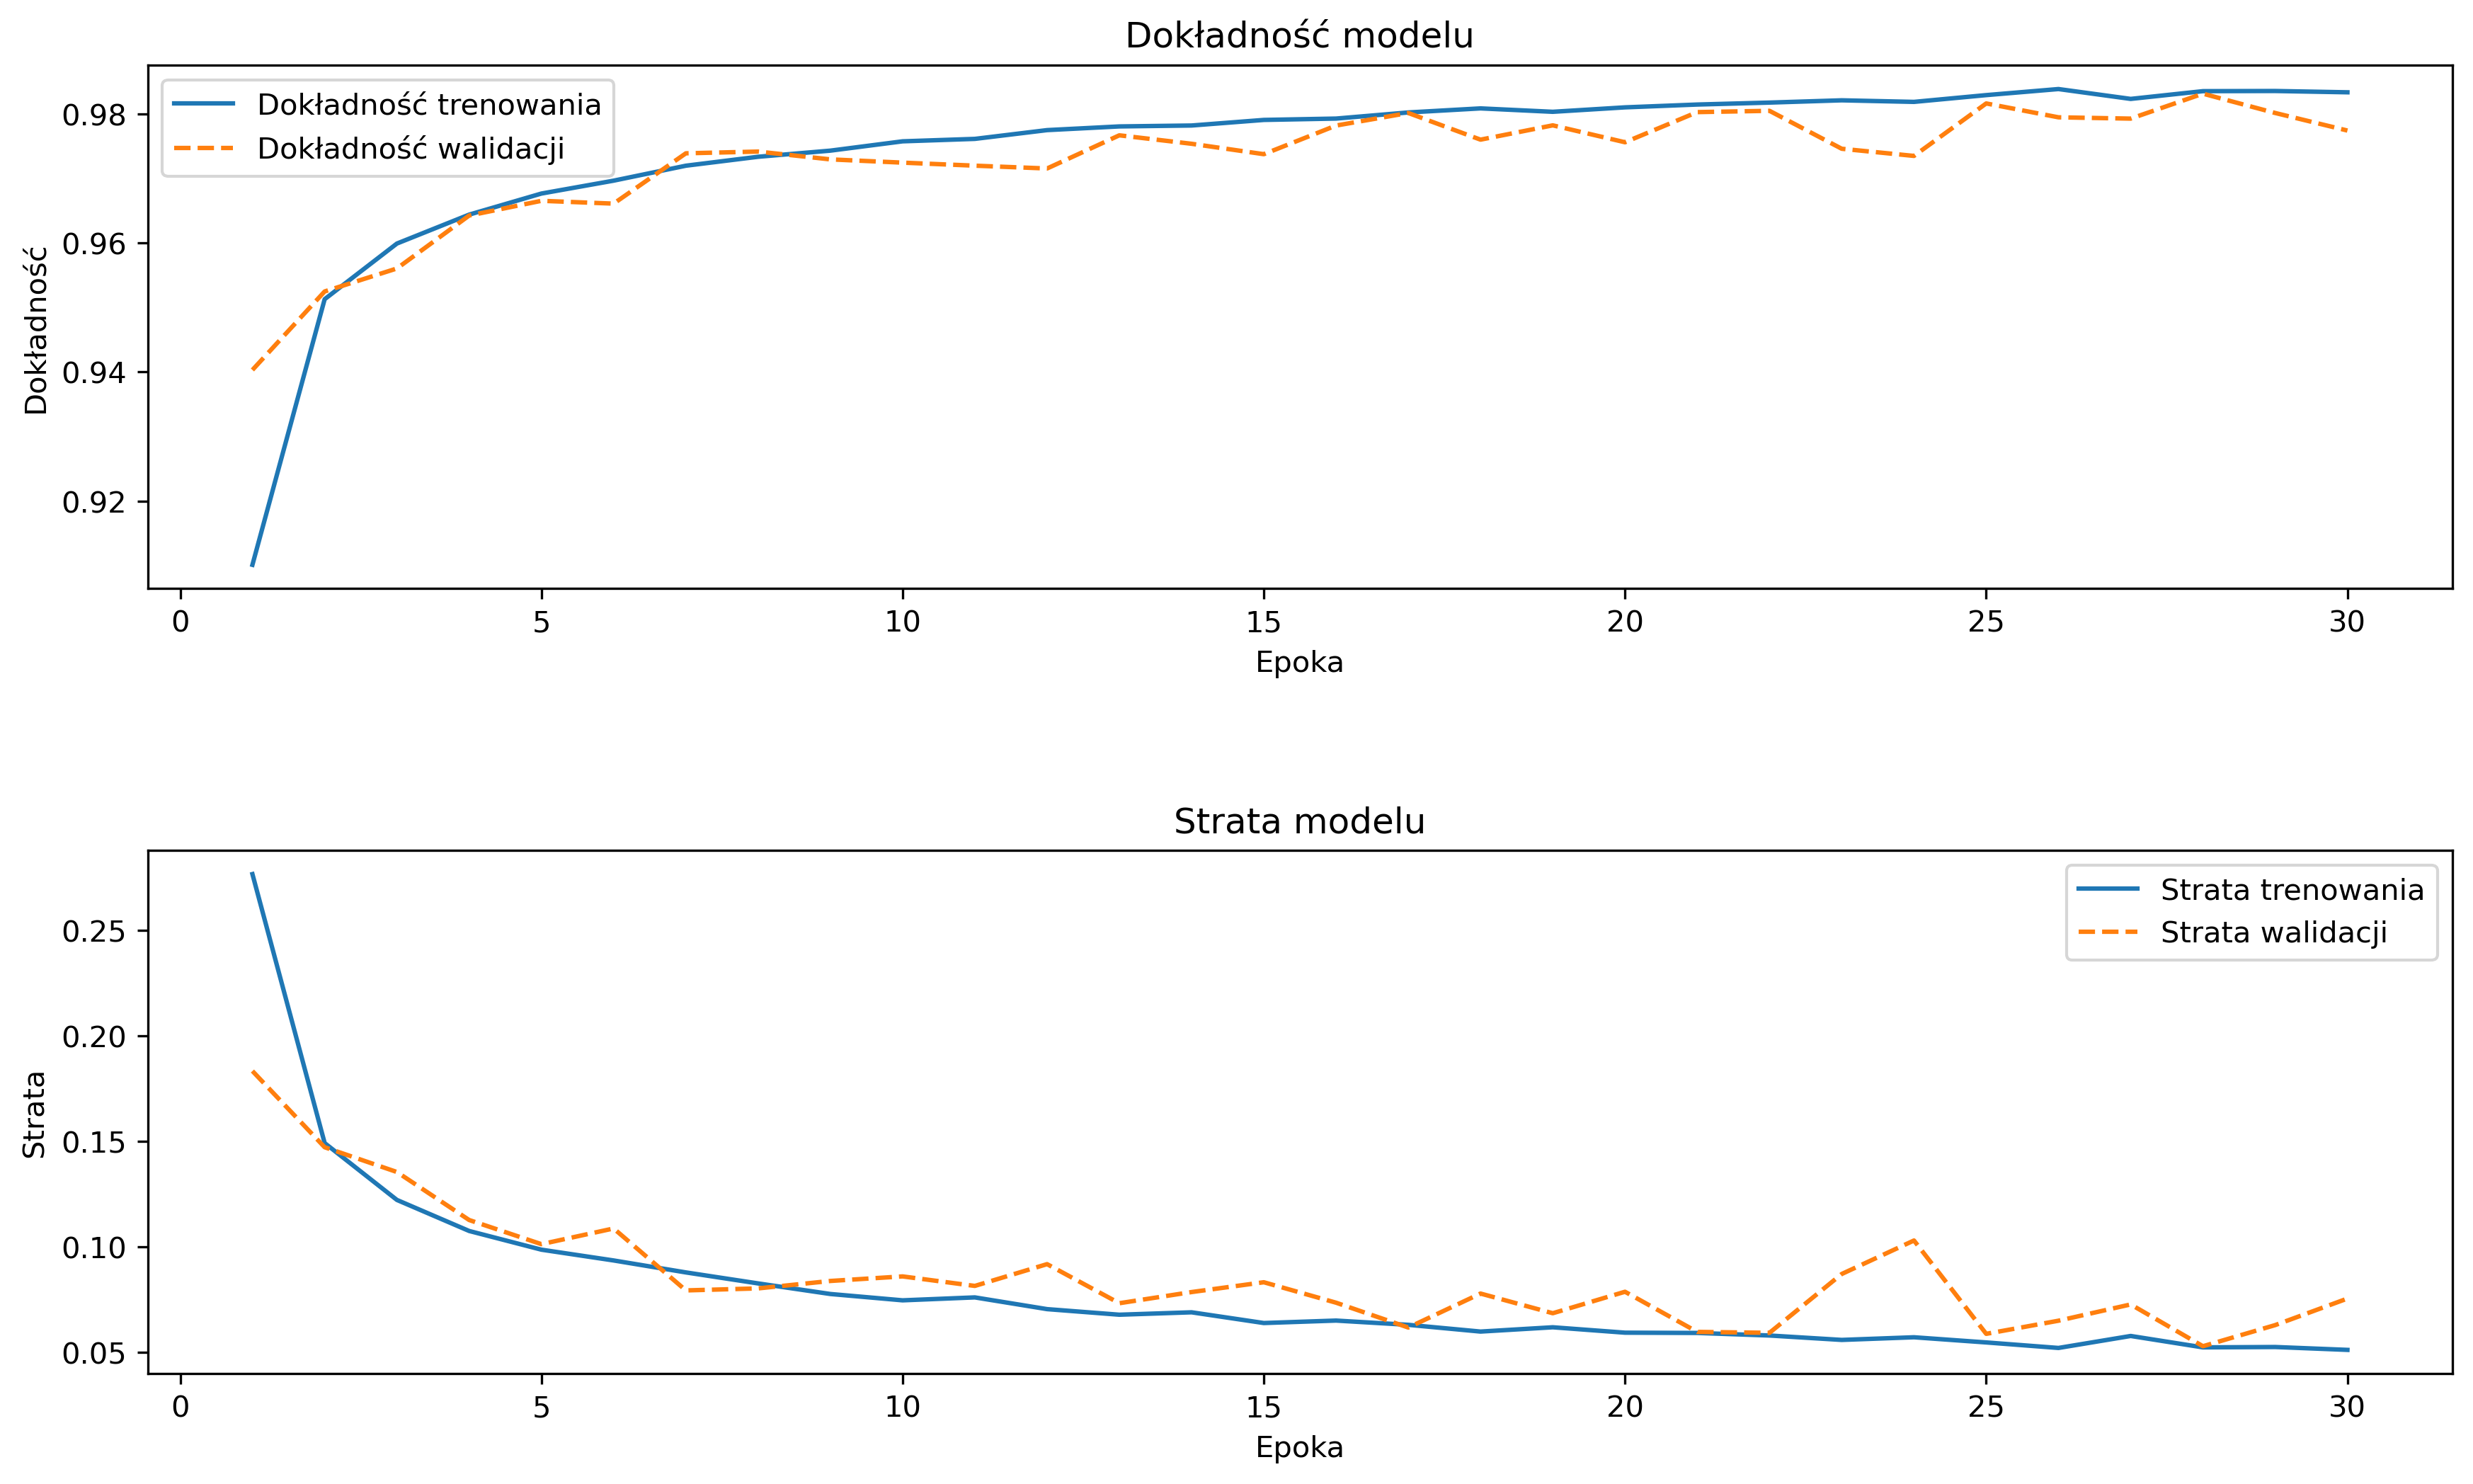 Dokładność modelu
Dokładność trenowania
Dokładność walidacji
Dokładność
0.98
0.96
0.94
0.92
0 5 10 15 20 25 30
Epoka
Strata modelu
Strata trenowania
Strata walidacji
Strata
0.25
0.20
0.15
0.10
0.05
0 5 10 15 20 25 30
Epoka